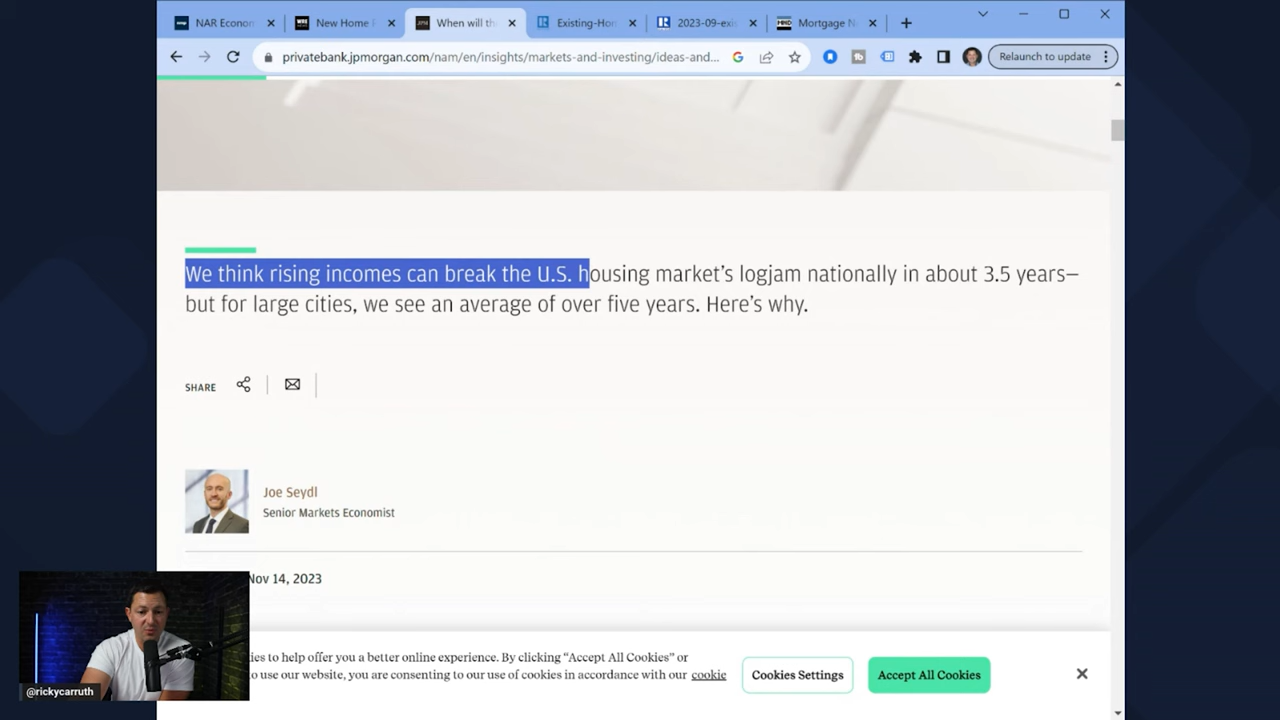 NAR Econom
New Home F
When will th
Existing-Hom
2023-09-exis
Mortgage N
privatebank.jpmorgan.com/nam/en/insights/markets-and-investing/ideas-and...
Relaunch to update
We think rising incomes can break the U.S. housing market’s logjam nationally in about 3.5 years—
but for large cities, we see an average of over five years. Here’s why.
SHARE
Joe Seydl
Senior Markets Economist
Nov 14, 2023
ies to help offer you a better online experience. By clicking “Accept All Cookies” or
to use our website, you are consenting to our use of cookies in accordance with our cookie
Cookies Settings
Accept All Cookies
@rickycarruth